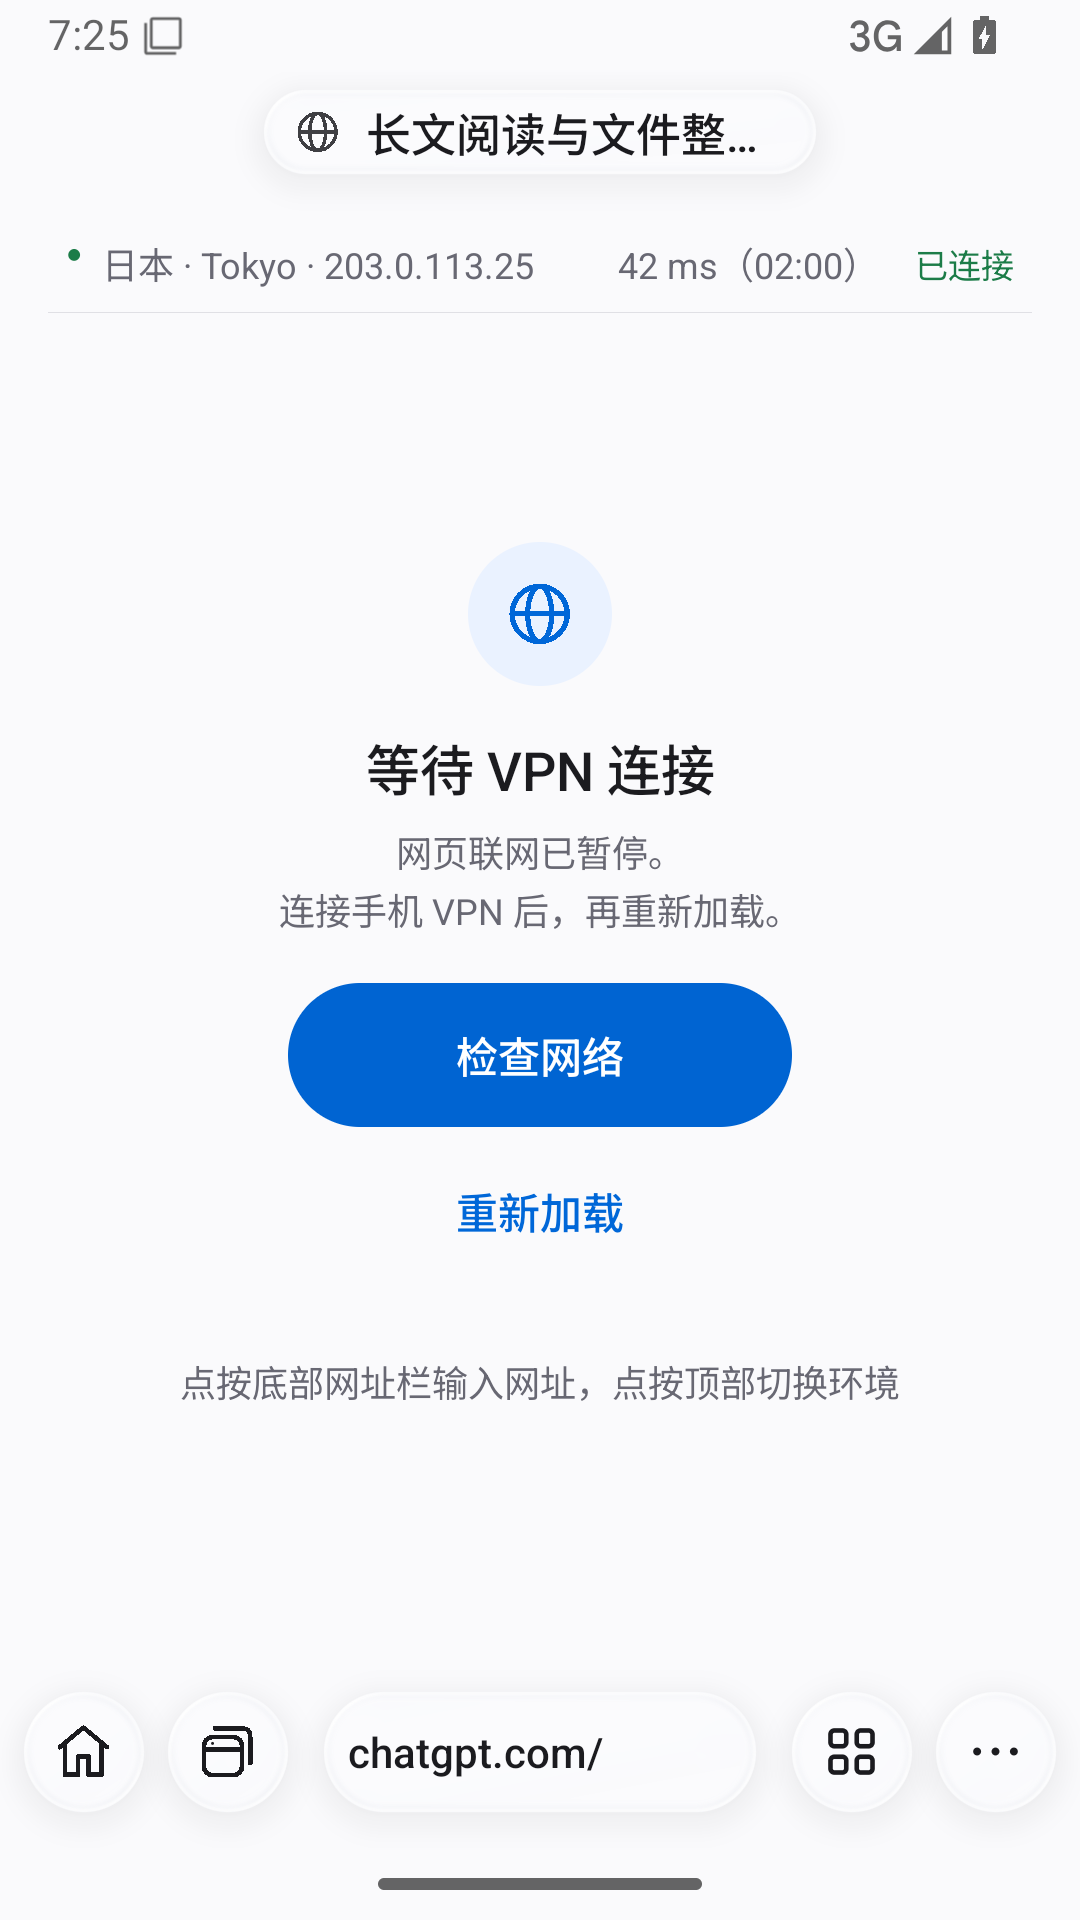 7:25
3G
长文阅读与文件整...
日本 · Tokyo · 203.0.113.25 42 ms（02:00） 已连接
等待 VPN 连接
网页联网已暂停。
连接手机 VPN 后，再重新加载。
检查网络
重新加载
点按底部网址栏输入网址，点按顶部切换环境
chatgpt.com/